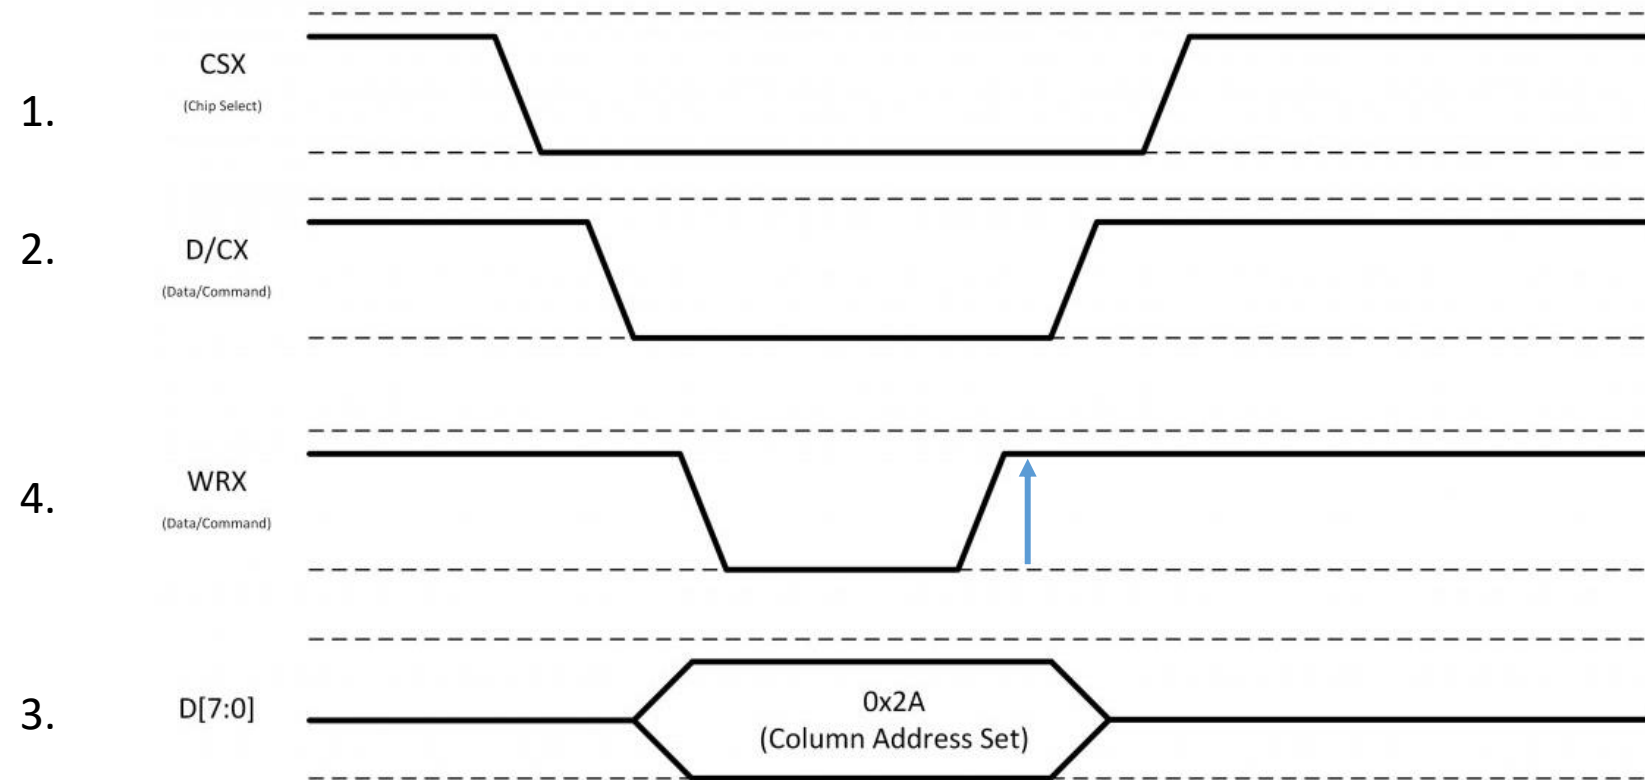 CSX
(Chip Select)
1.
2.
D/CX
(Data/Command)
WRX
4.
(Data/Command)
0x2A
3.
D[7:0]
(Column Address Set)